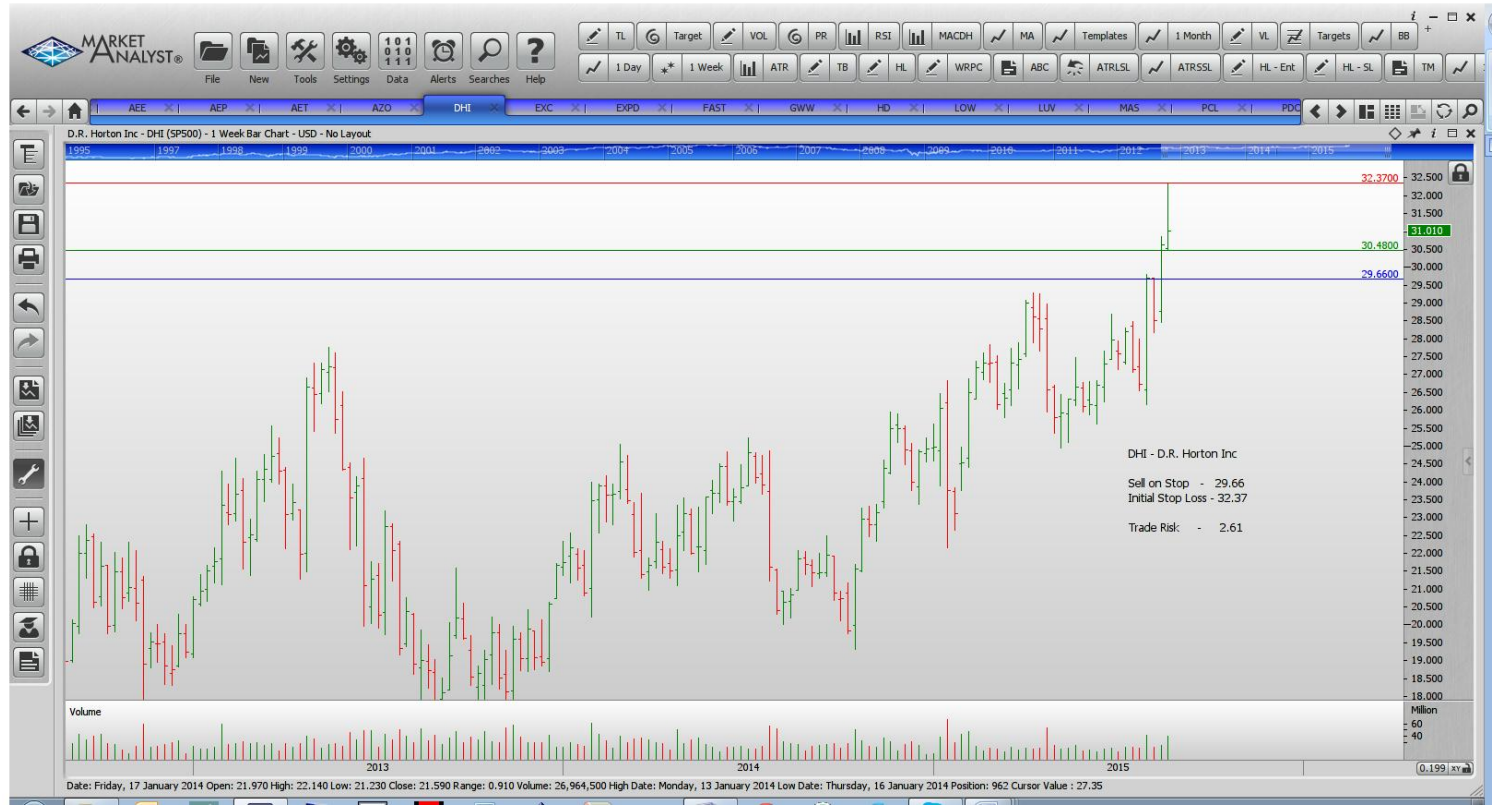 MARKET
ANALYST®
File New Tools Settings Data Alerts Searches Help
TL Target VOL PR RSI MACDH MA Templates 1 Month VL Targets BB
1 Day 1 Week ATR TB HL WRPC ABC ATRLSL ATRSSL HL - Ent HL - SL TM
AEE AEP AET AZO DHI EXC EXPD FAST GWW HD LOW LUV MAS PCL PDC
D.R. Horton Inc - DHI (SP500) - 1 Week Bar Chart - USD - No Layout
1995 1997 1998 1999 2000 2001 2002 2003 2004 2005 2006 2007 2008 2009 2010 2011 2012 2013 2014 2015
32.3700
32.500
32.000
31.500
31.010
30.4800
30.500
30.000
29.6600
29.500
29.000
28.500
28.000
27.500
27.000
26.500
26.000
25.500
25.000
DHI - D.R. Horton Inc
24.500
Sell on Stop - 29.66
24.000
Initial Stop Loss - 32.37
23.500
23.000
Trade Risk - 2.61
22.500
22.000
21.500
21.000
20.500
20.000
19.500
19.000
18.500
18.000
Volume
Million
60
40
2013 2014 2015
0.199 XY
Date: Friday, 17 January 2014 Open: 21.970 High: 22.140 Low: 21.230 Close: 21.590 Range: 0.910 Volume: 26,964,500 High Date: Monday, 13 January 2014 Low Date: Thursday, 16 January 2014 Position: 962 Cursor Value : 27.35